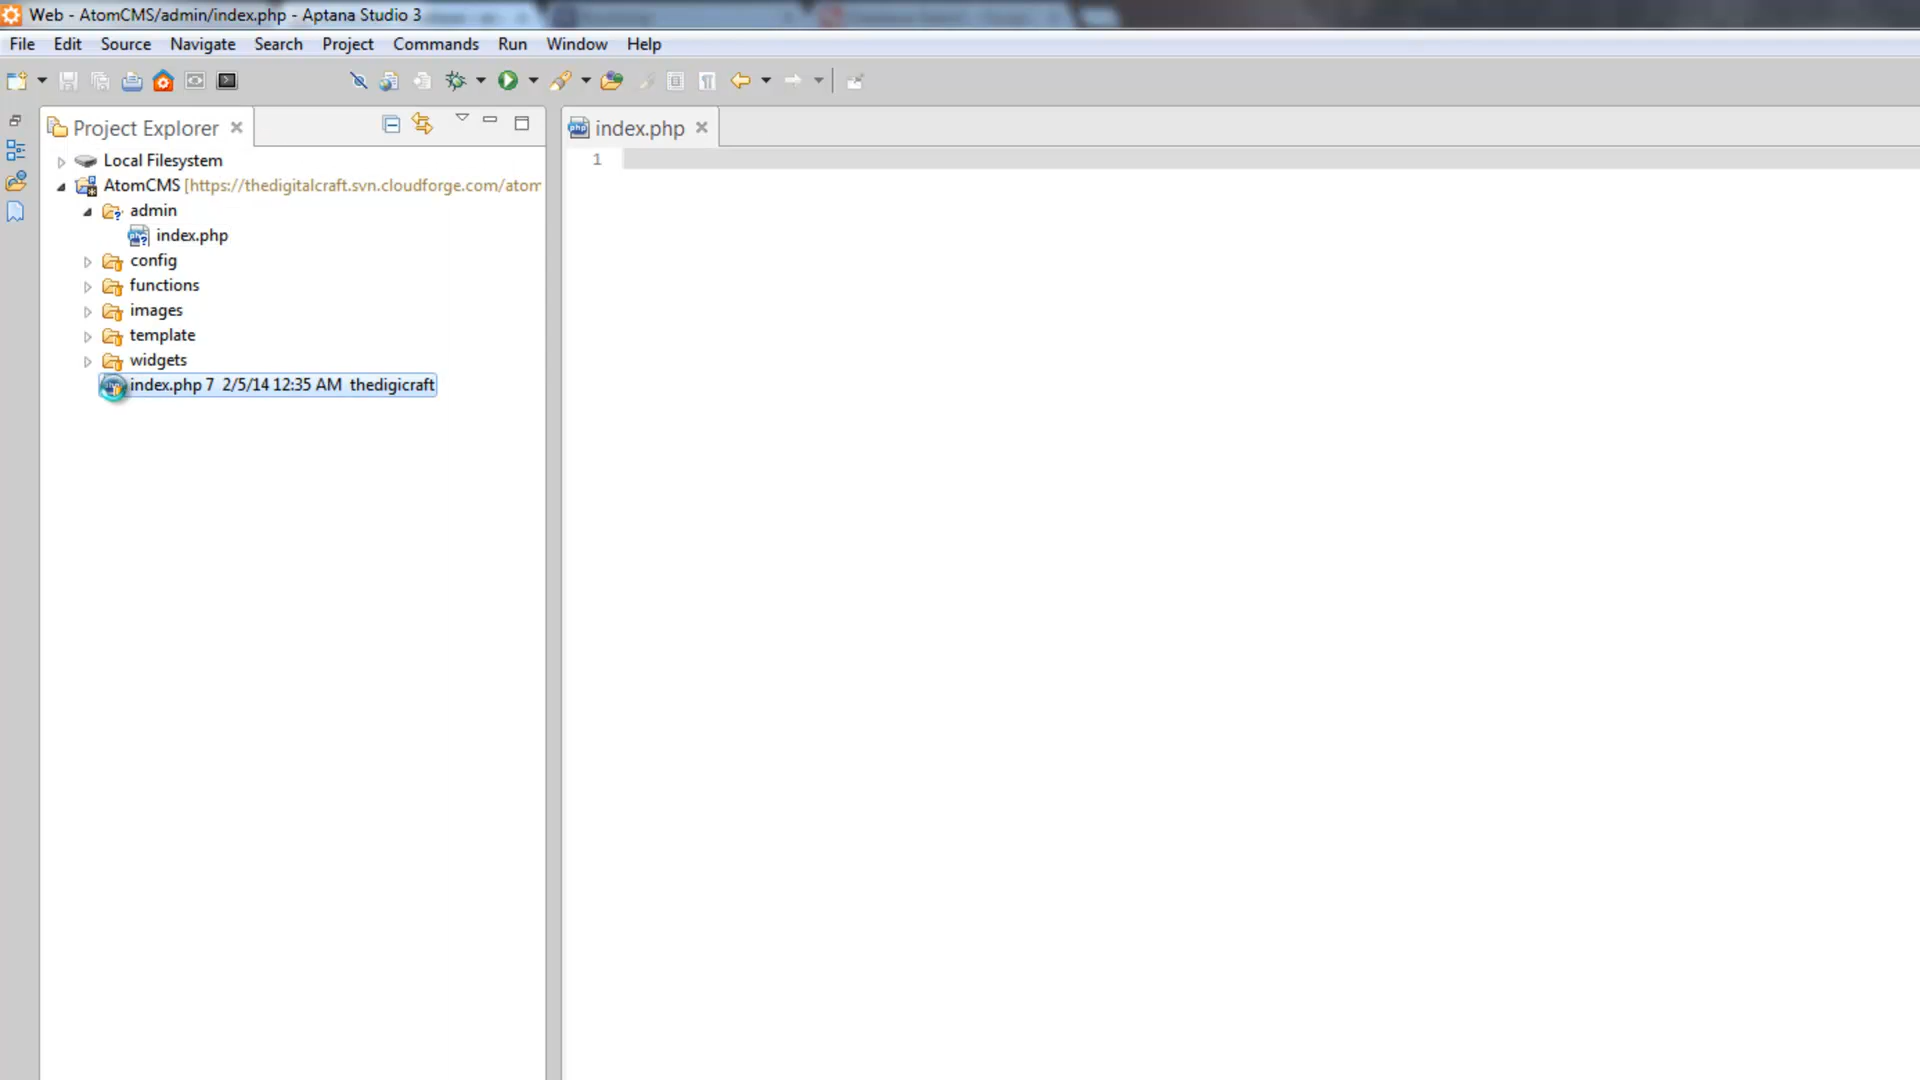 Web - AtomCMS/admin/index.php - Aptana Studio 3
File Edit Source Navigate Search Project Commands Run Window Help
Project Explorer
index.php
1
Local Filesystem
AtomCMS [https://thedigitalcraft.svn.cloudforge.com/atom
admin
index.php
config
functions
images
template
widgets
index.php 7 2/5/14 12:35 AM thedigicraft